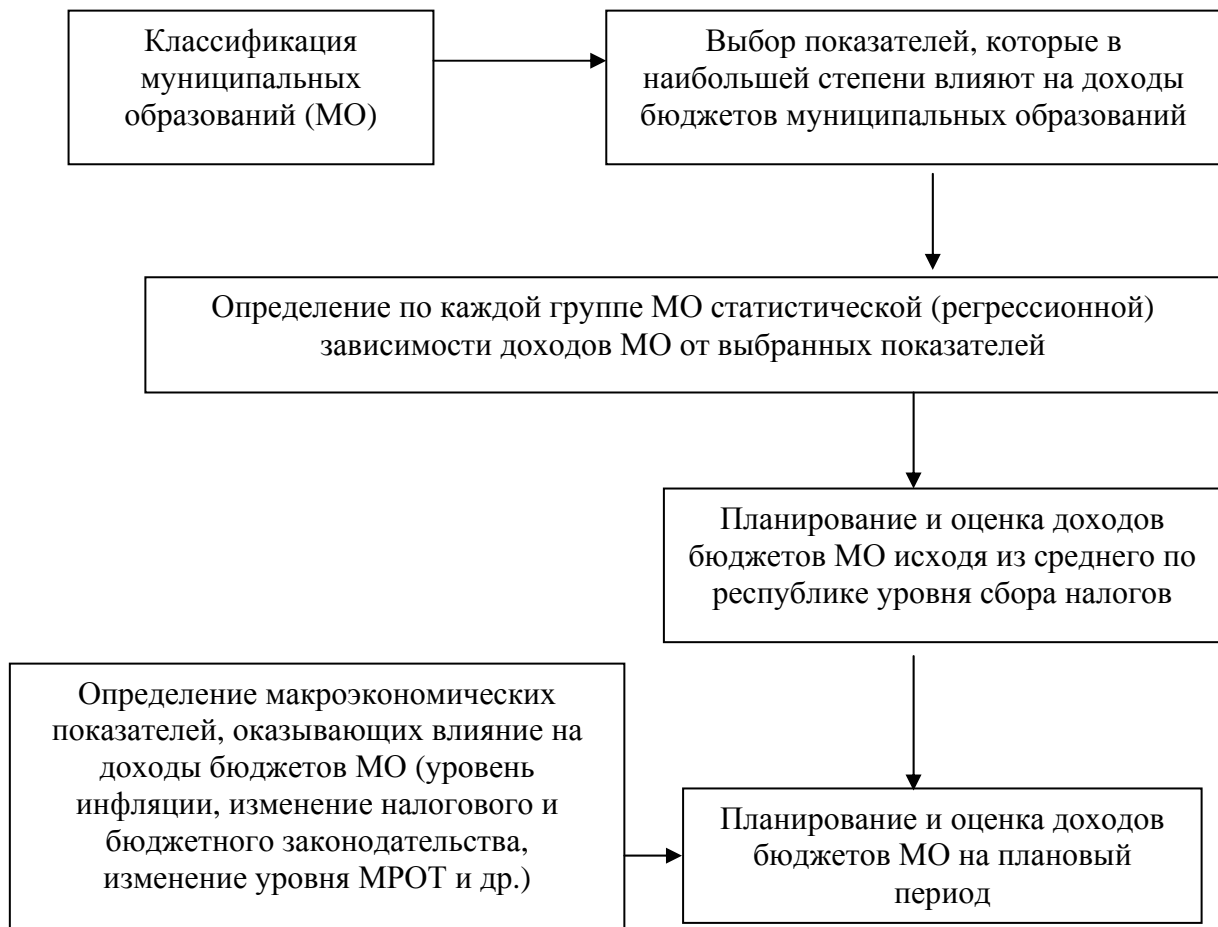 Классификация
муниципальных
образований (МО)
Выбор показателей, которые в
наибольшей степени влияют на доходы
бюджетов муниципальных образований
Определение по каждой группе МО статистической (регрессионной)
зависимости доходов МО от выбранных показателей
Планирование и оценка доходов
бюджетов МО исходя из среднего по
республике уровня сбора налогов
Определение макроэкономических
показателей, оказывающих влияние на
доходы бюджетов МО (уровень
инфляции, изменение налогового и
бюджетного законодательства,
изменение уровня МРОТ и др.)
Планирование и оценка доходов
бюджетов МО на плановый
период